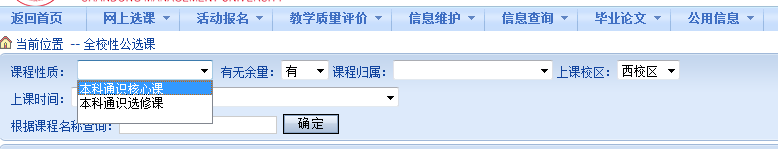 返回首页 网上选课 活动报名 教学质量评价 信息维护 信息查询 毕业论文 公用信息
当前位置 -- 全校性公选课
课程性质： 有无余量： 有 课程归属： 上课校区： 西校区
本科通识核心课
本科通识选修课
上课时间：
根据课程名称查询： 确定